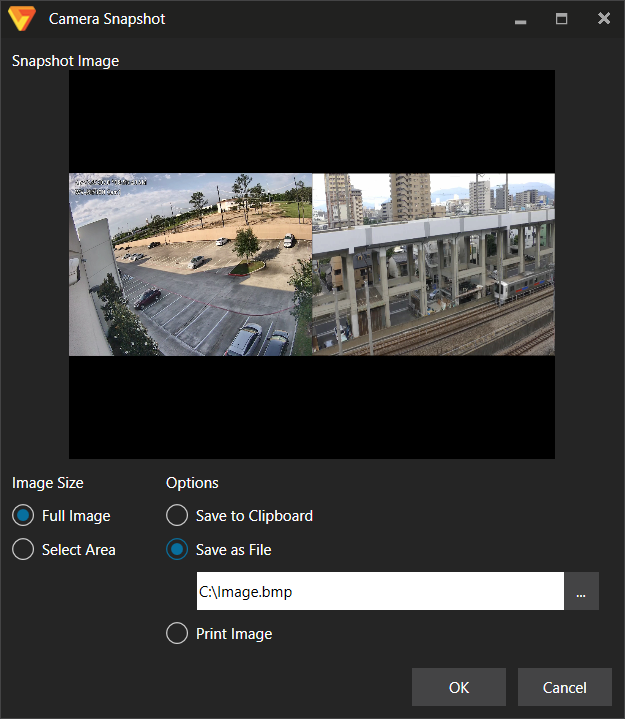 Camera Snapshot
Snapshot Image
Image Size
Options
Full Image
Save to Clipboard
Select Area
Save as File
C:\Image.bmp
...
Print Image
OK
Cancel